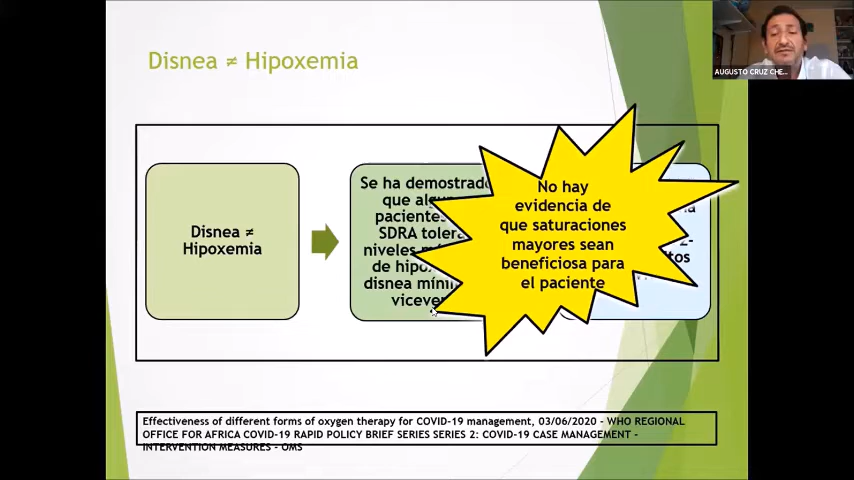 Disnea ≠ Hipoxemia
AUGUSTO CRUZ CHE...
Disnea ≠
Hipoxemia
Se ha demostrado
que
pacientes
SDRA
niveles
de
disnea
No hay
evidencia de
que saturaciones
mayores sean
beneficiosa para
el paciente
2-
Effectiveness of different forms of oxygen therapy for COVID-19 management, 03/06/2020 - WHO REGIONAL
OFFICE FOR AFRICA COVID-19 RAPID POLICY BRIEF SERIES SERIES 2: COVID-19 CASE MANAGEMENT -
INTERVENTION MEASURES - OMS